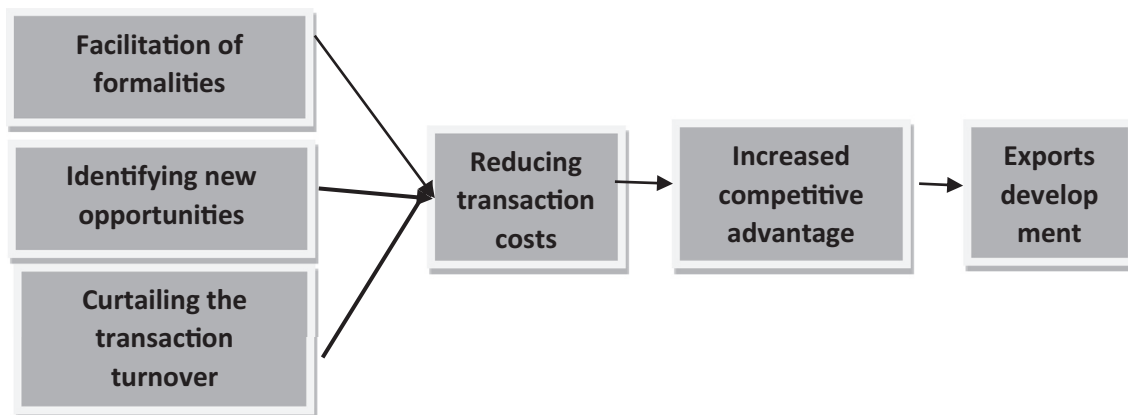 Facilitation of
formalities
Identifying new
opportunities
Curtailing the
transaction
turnover
Reducing
transaction
costs
Increased
competitive
advantage
Exports
develop
ment